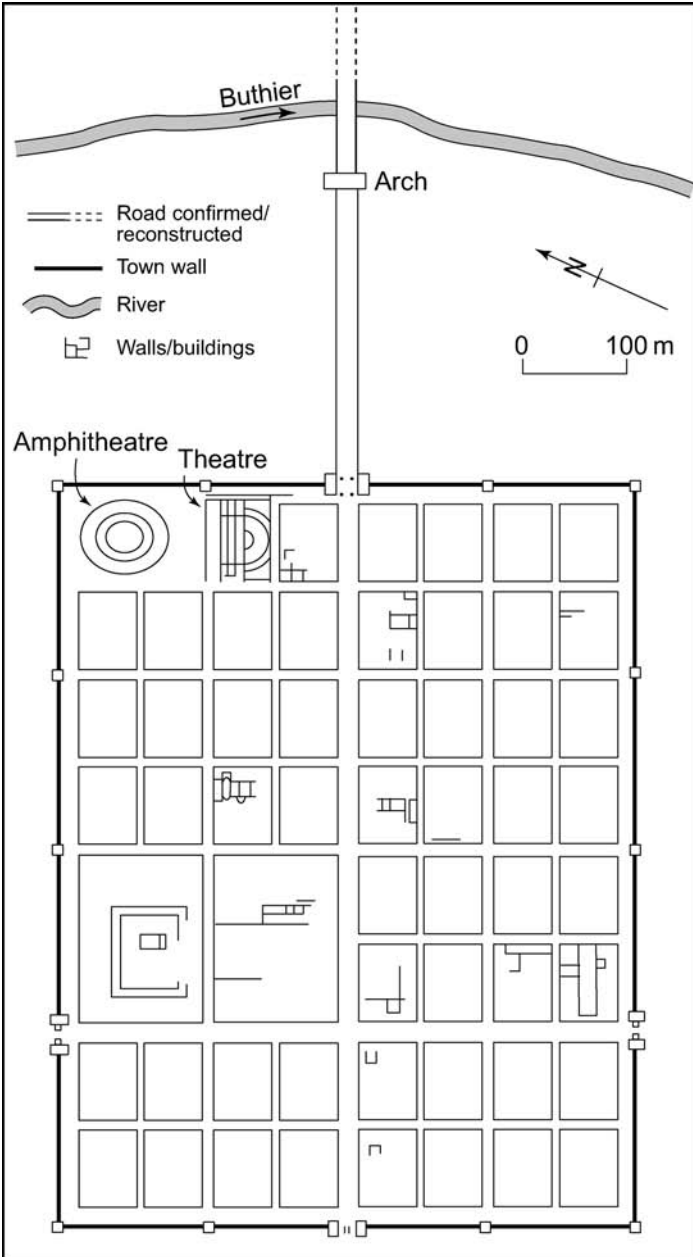 Buthier
Arch
Road confirmed/
reconstructed
Town wall
River
Walls/buildings
N
0 100 m
Amphitheatre
Theatre